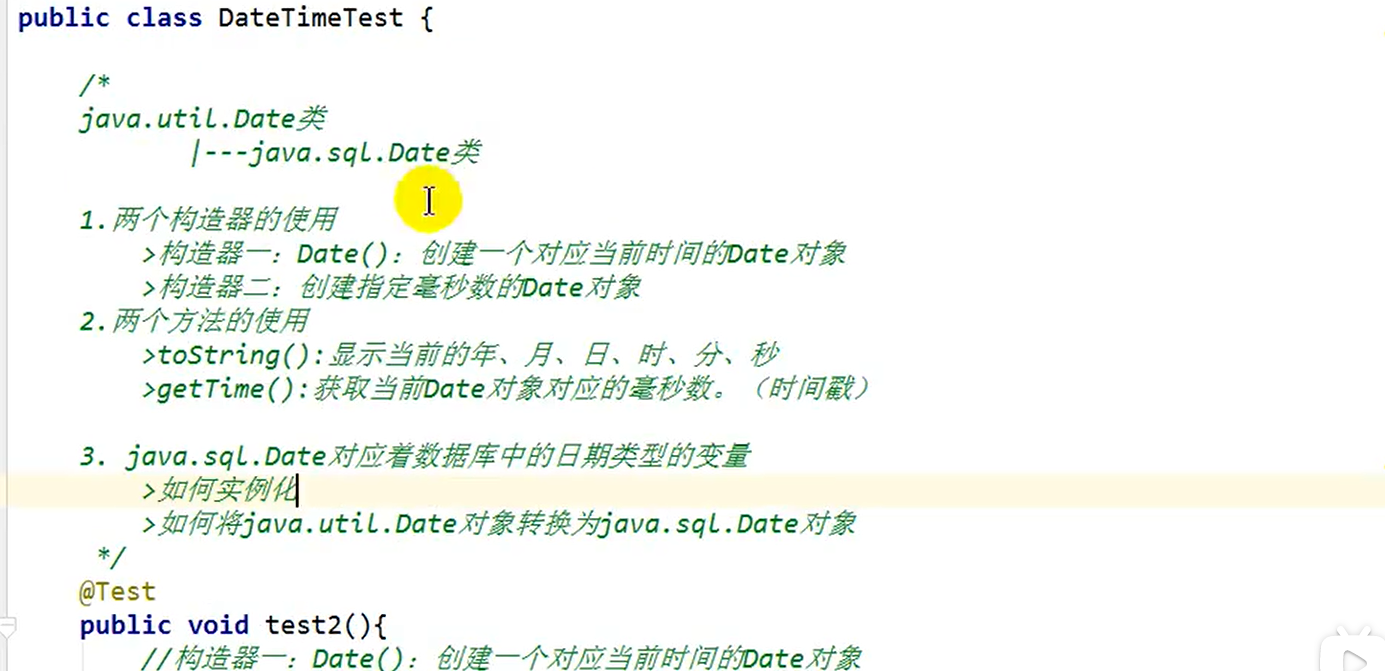 public class DateTimeTest {
/*
java.util.Date类
|---java.sql.Date类
1.两个构造器的使用
>构造器一：Date()：创建一个对应当前时间的Date对象
>构造器二：创建指定毫秒数的Date对象
2.两个方法的使用
>toString():显示当前的年、月、日、时、分、秒
>getTime():获取当前Date对象对应的毫秒数。（时间戳）
3. java.sql.Date对应着数据库中的日期类型的变量
>如何实例化
>如何将java.util.Date对象转换为java.sql.Date对象
*/
@Test
public void test2(){
//构造器一：Date()：创建一个对应当前时间的Date对象